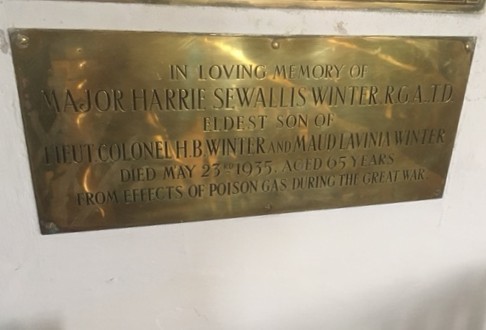 IN LOVING MEMORY OF
MAJOR HARRIE SEWALLIS WINTER. R.G.A. T.D.
ELDEST SON OF
LIEUT. COLONEL H.B. WINTER AND MAUD LAVINIA WINTER
DIED MAY 23RD 1935. AGED 65 YEARS
FROM EFFECTS OF POISON GAS DURING THE GREAT WAR